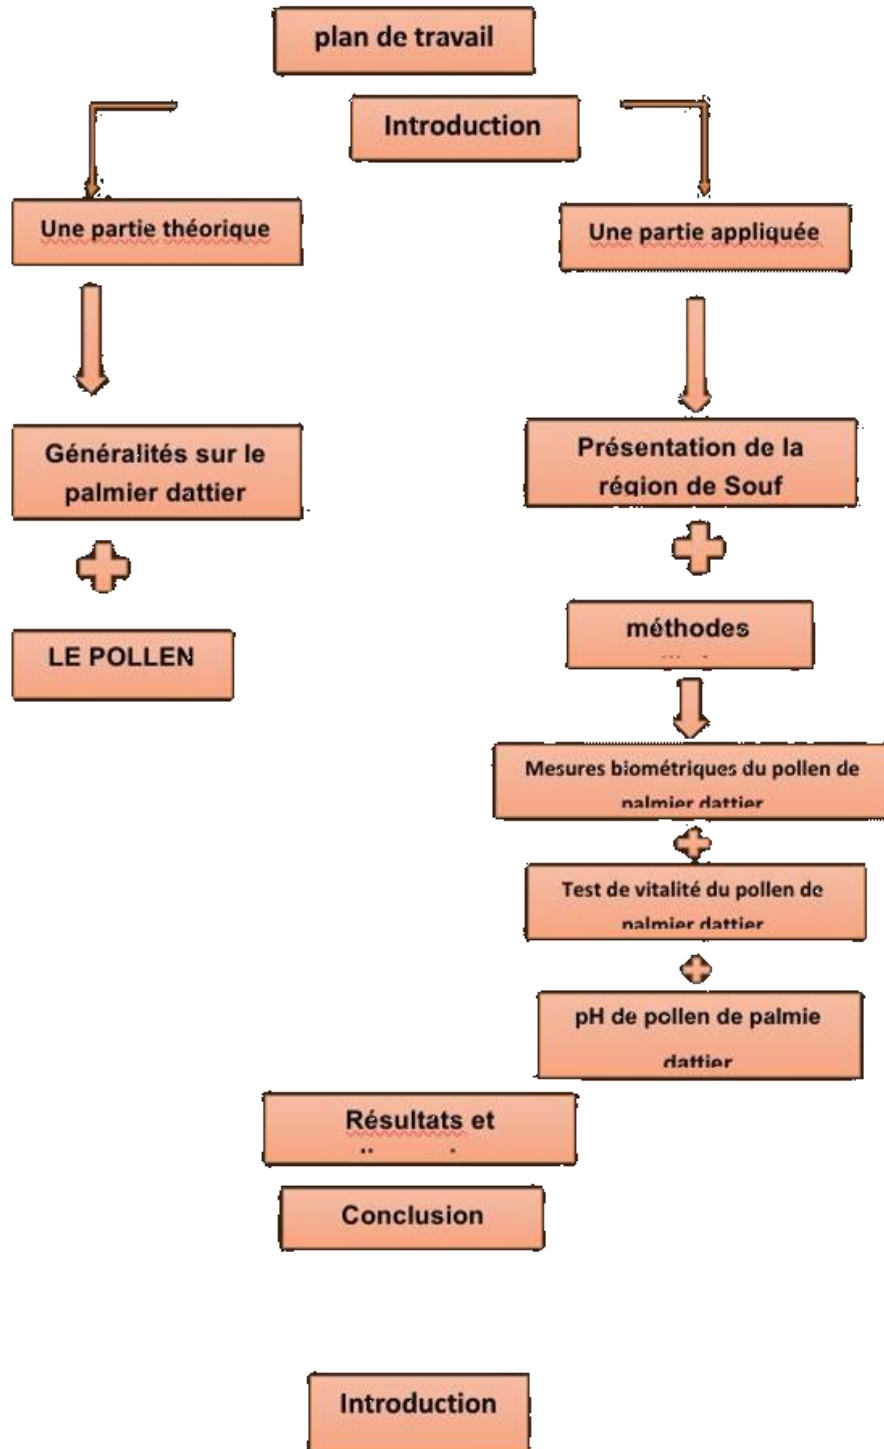 plan de travail
Introduction
Une partie théorique
Une partie appliquée
Généralités sur le
palmier dattier
Présentation de la
région de Souf
LE POLLEN
méthodes
Mesures biométriques du pollen de
palmier dattier
Test de vitalité du pollen de
palmier dattier
pH de pollen de palmie
dattier
Résultats et
Conclusion
Introduction